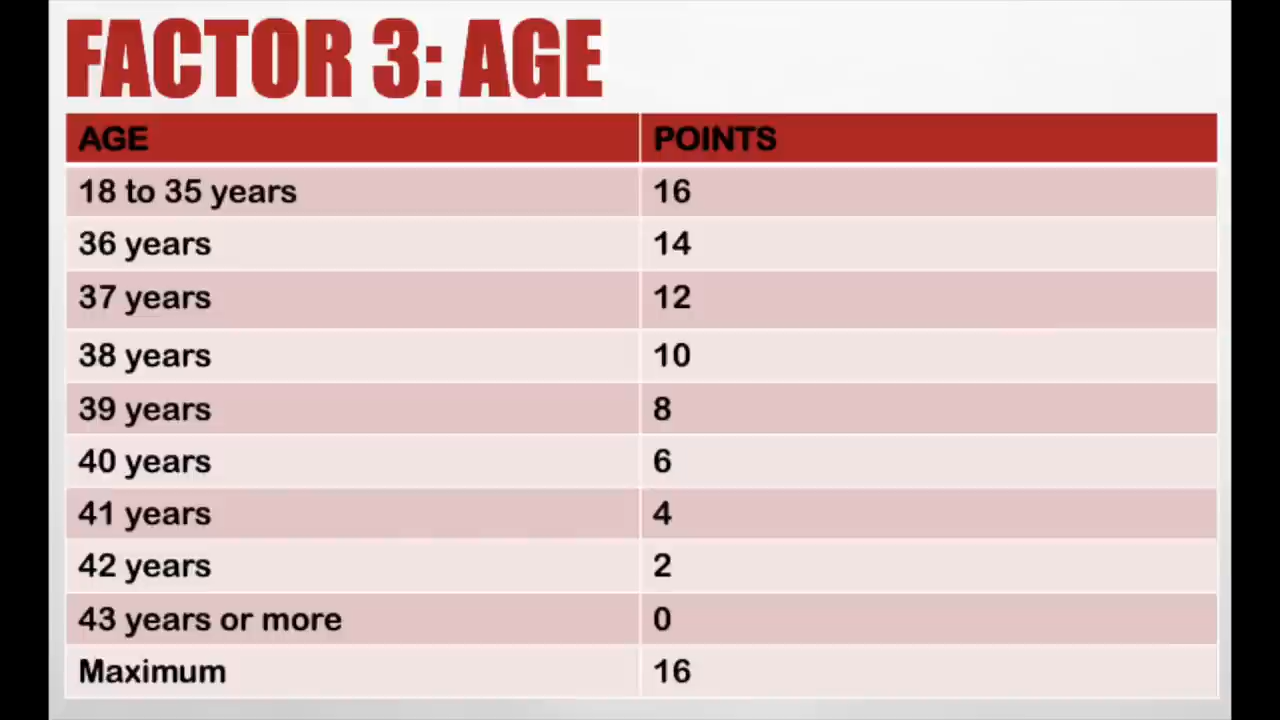 FACTOR 3: AGE
AGE POINTS
18 to 35 years 16
36 years 14
37 years 12
38 years 10
39 years 8
40 years 6
41 years 4
42 years 2
43 years or more 0
Maximum 16